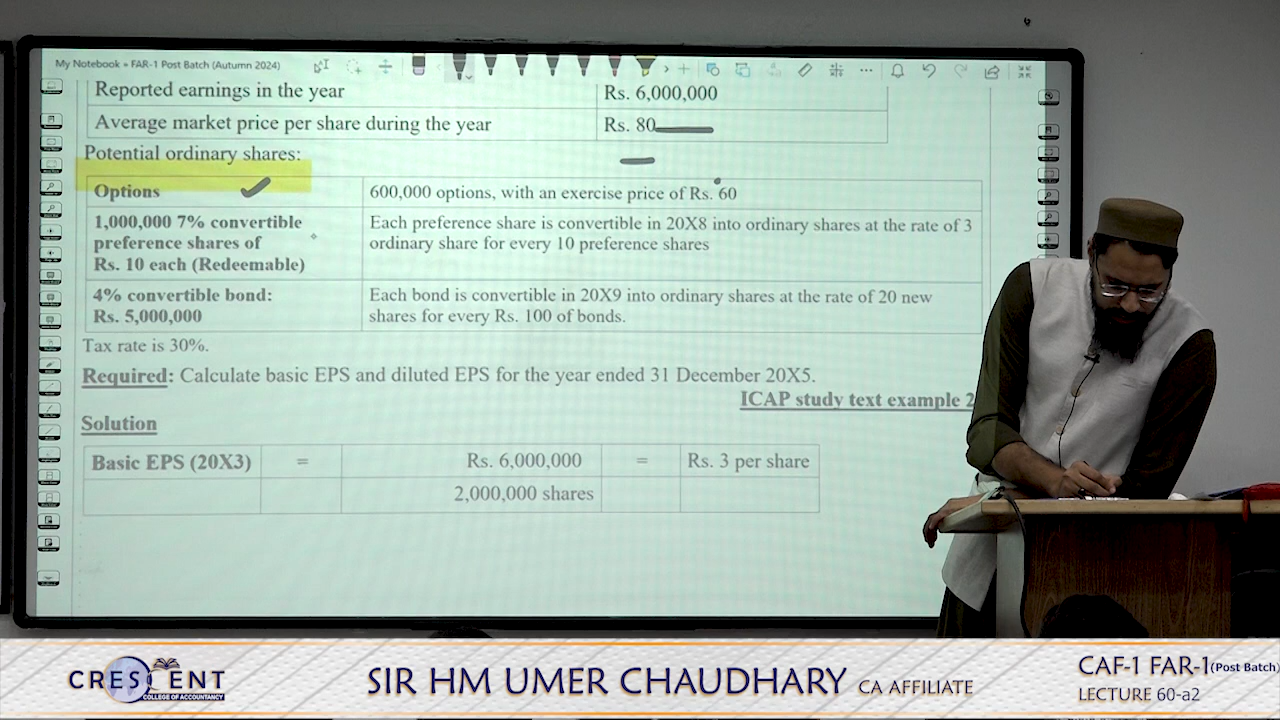 My Notebook » FAR-1 Post Batch (Autumn 2024)
Reported earnings in the year Rs. 6,000,000
Average market price per share during the year Rs. 80
Potential ordinary shares:
Options 600,000 options, with an exercise price of Rs. 60
1,000,000 7% convertible
preference shares of
Rs. 10 each (Redeemable)
Each preference share is convertible in 20X8 into ordinary shares at the rate of 3
ordinary share for every 10 preference shares
4% convertible bond:
Rs. 5,000,000
Each bond is convertible in 20X9 into ordinary shares at the rate of 20 new
shares for every Rs. 100 of bonds.
Tax rate is 30%.
Required: Calculate basic EPS and diluted EPS for the year ended 31 December 20X5.
ICAP study text example 2
Solution
Basic EPS (20X3) = Rs. 6,000,000 = Rs. 3 per share
2,000,000 shares
CRESCENT
COLLEGE OF ACCOUNTANCY
SIR HM UMER CHAUDHARY CA AFFILIATE
CAF-1 FAR-1(Post Batch)
LECTURE 60-a2